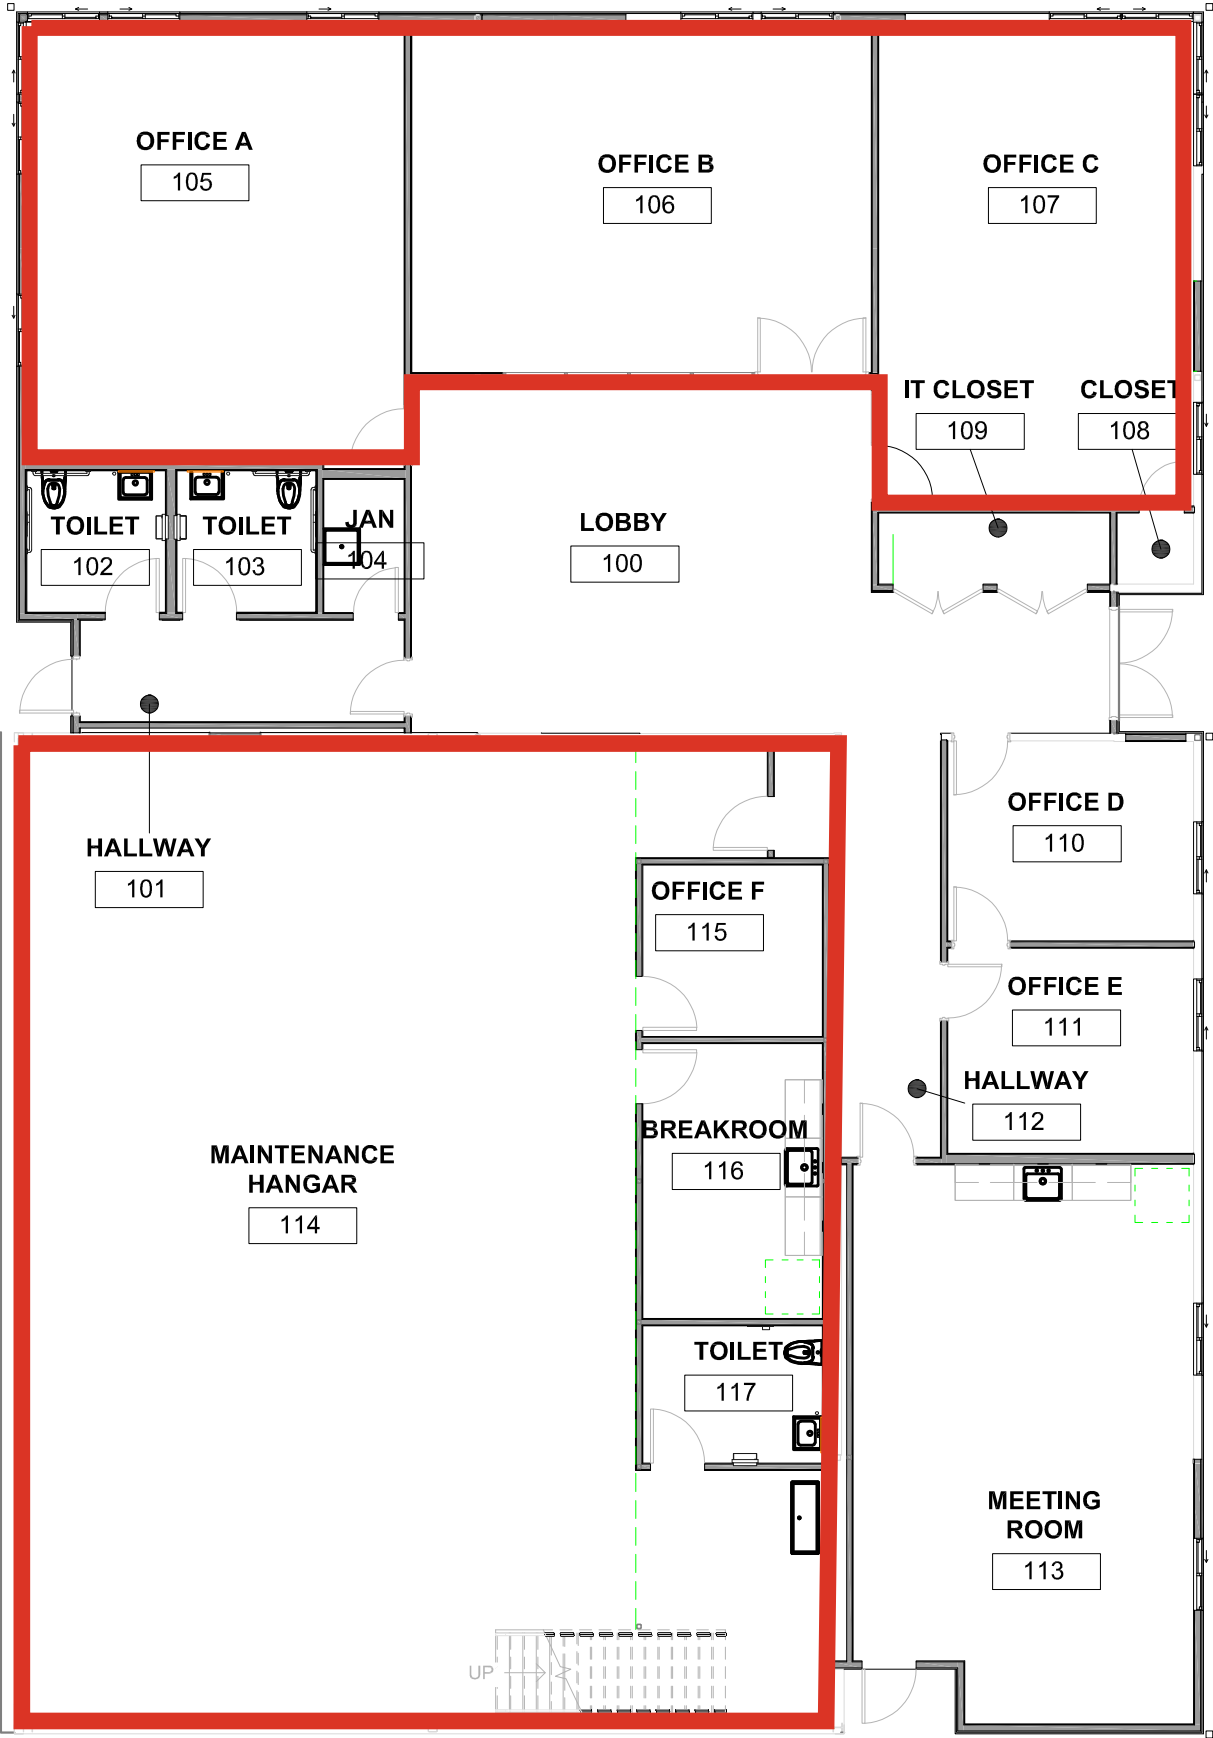 OFFICE A
105
OFFICE B
106
OFFICE C
107
IT CLOSET
109
CLOSET
108
TOILET
102
TOILET
103
JAN
104
LOBBY
100
HALLWAY
101
OFFICE D
110
OFFICE F
115
OFFICE E
111
HALLWAY
112
BREAKROOM
116
MAINTENANCE
HANGAR
114
TOILET
117
MEETING
ROOM
113
UP